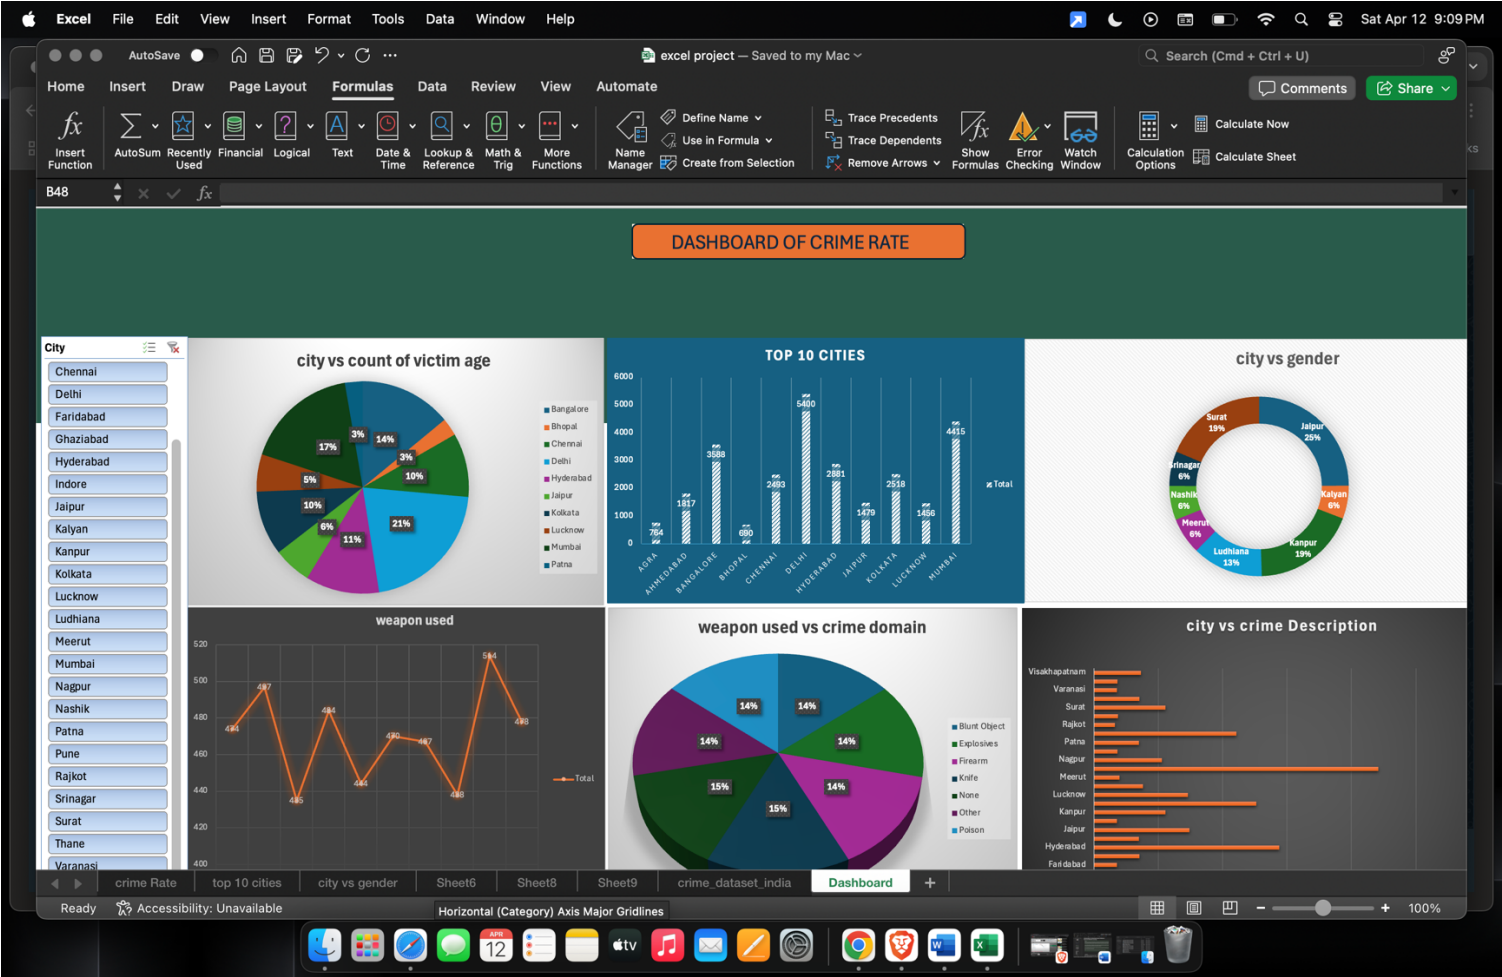 Excel File Edit View Insert Format Tools Data Window Help
Sat Apr 12 9:09 PM
AutoSave
excel project — Saved to my Mac
Search (Cmd + Ctrl + U)
Home Insert Draw Page Layout Formulas Data Review View Automate
Comments Share
Insert Function
AutoSum
Recently Used
Financial
Logical
Text
Date & Time
Lookup & Reference
Math & Trig
More Functions
Name Manager
Define Name
Use in Formula
Create from Selection
Trace Precedents
Trace Dependents
Remove Arrows
Show Formulas
Error Checking
Watch Window
Calculation Options
Calculate Now
Calculate Sheet
B48
fx
DASHBOARD OF CRIME RATE
City
Chennai
Delhi
Faridabad
Ghaziabad
Hyderabad
Indore
Jaipur
Kalyan
Kanpur
Kolkata
Lucknow
Ludhiana
Meerut
Mumbai
Nagpur
Nashik
Patna
Pune
Rajkot
Srinagar
Surat
Thane
Varanasi
city vs count of victim age
3%
14%
17%
3%
10%
5%
10%
6%
11%
21%
Bangalore
Bhopal
Chennai
Delhi
Hyderabad
Jaipur
Kolkata
Lucknow
Mumbai
Patna
TOP 10 CITIES
6000
5000
4000
3000
2000
1000
0
764
1817
3588
690
2493
5400
2881
1479
2518
1456
4415
AGRA
AHMEDABAD
BANGALORE
BHOPAL
CHENNAI
DELHI
HYDERABAD
JAIPUR
KOLKATA
LUCKNOW
MUMBAI
Total
city vs gender
Surat
19%
Jaipur
25%
Srinagar
6%
Kalyan
6%
Nashik
6%
Meerut
6%
Ludhiana
13%
Kanpur
19%
weapon used
520
500
480
460
440
420
400
474
497
435
484
444
470
467
438
514
478
Total
weapon used vs crime domain
14%
14%
14%
14%
14%
15%
15%
Blunt Object
Explosives
Firearm
Knife
None
Other
Poison
city vs crime Description
Visakhapatnam
Varanasi
Surat
Rajkot
Patna
Nagpur
Meerut
Lucknow
Kanpur
Jaipur
Hyderabad
Faridabad
crime Rate top 10 cities city vs gender Sheet6 Sheet8 Sheet9 crime_dataset_india Dashboard +
Ready Accessibility: Unavailable
Horizontal (Category) Axis Major Gridlines
100%
APR
12
tv